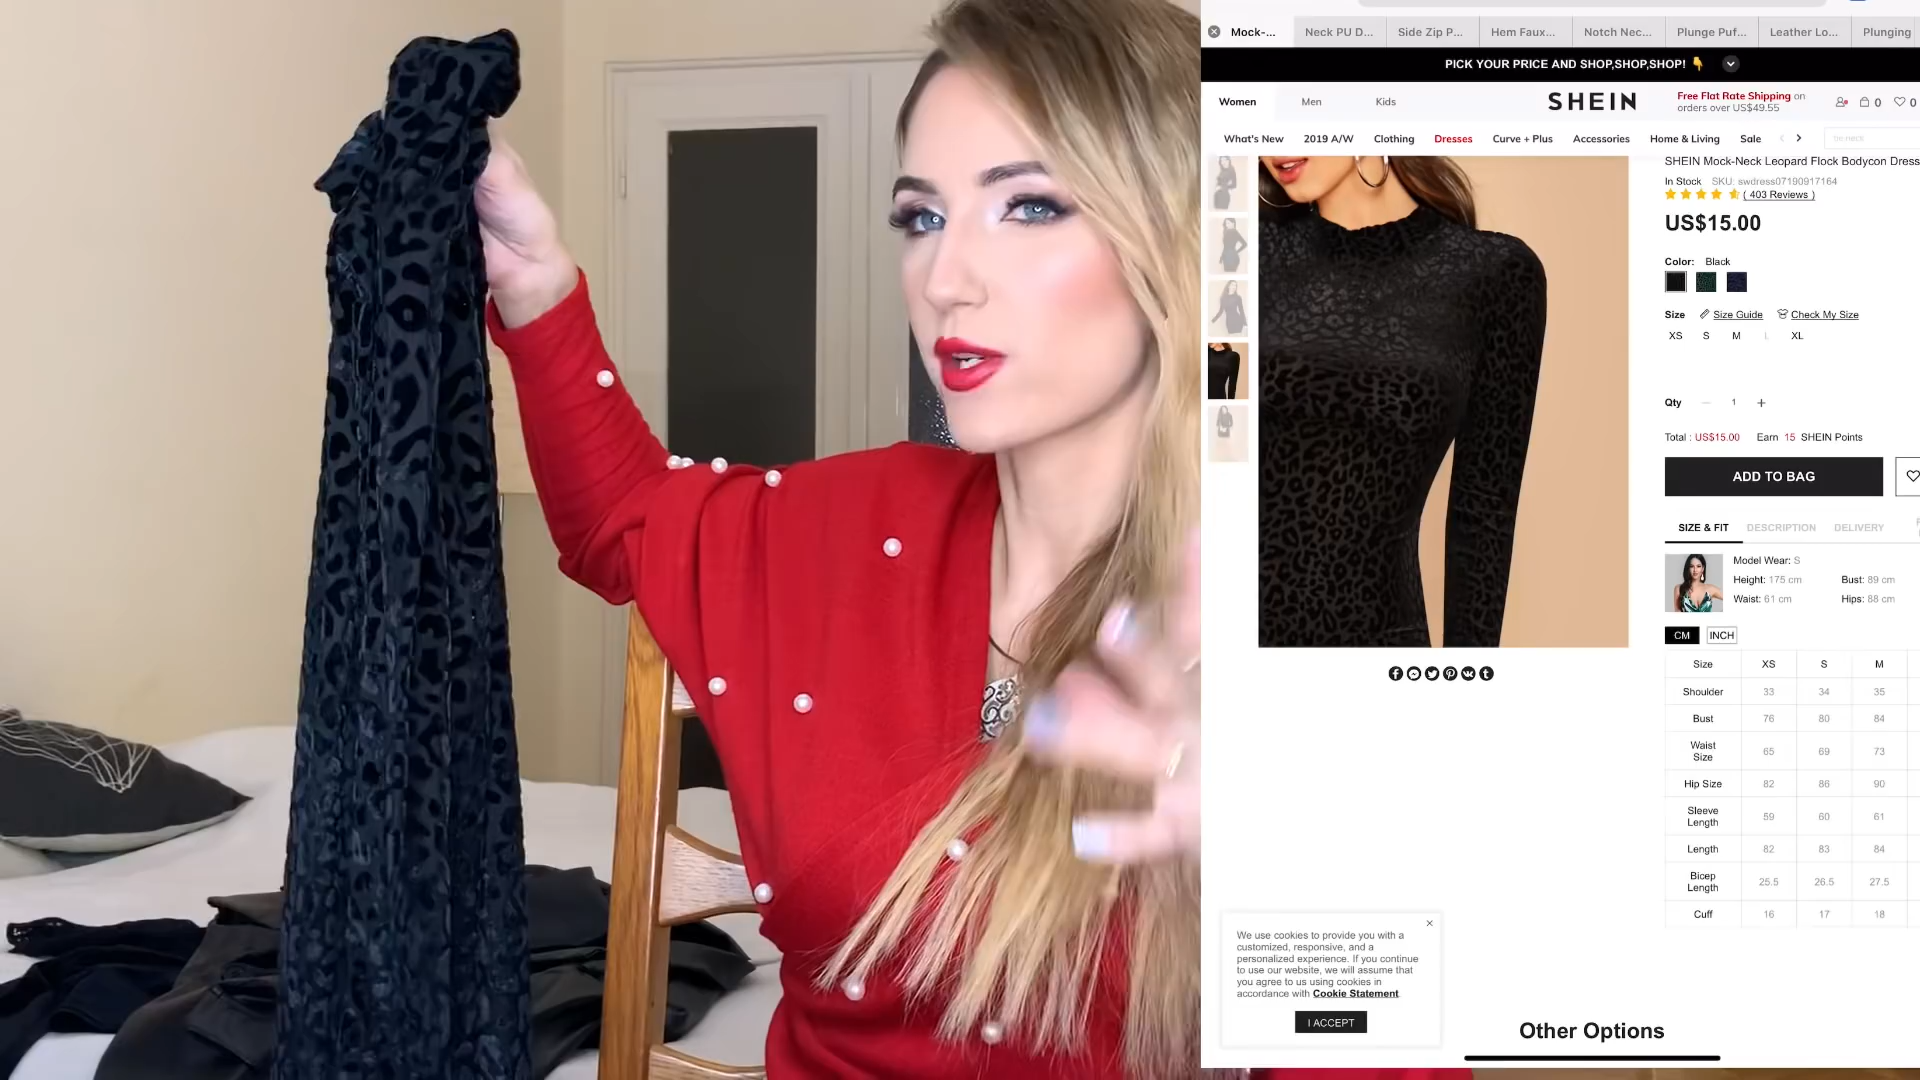 Mock-...
Neck PU D...
Side Zip P...
Hem Faux...
Notch Nec...
Plunge Puf...
Leather Lo...
Plunging
PICK YOUR PRICE AND SHOP,SHOP,SHOP! 👇
Women
Men
Kids
SHEIN
Free Flat Rate Shipping on
orders over US$49.55
0
0
What's New
2019 A/W
Clothing
Dresses
Curve + Plus
Accessories
Home & Living
Sale
SHEIN Mock-Neck Leopard Flock Bodycon Dress
In Stock SKU: swdress07190917164
( 403 Reviews )
US$15.00
Color: Black
Size Size Guide Check My Size
XS S M L XL
Qty 1 +
Total : US$15.00 Earn 15 SHEIN Points
ADD TO BAG
SIZE & FIT DESCRIPTION DELIVERY
Model Wear: S
Height: 175 cm Bust: 89 cm
Waist: 61 cm Hips: 88 cm
CM INCH
Size XS S M
Shoulder 33 34 35
Bust 76 80 84
Waist
Size 65 69 73
Hip Size 82 86 90
Sleeve
Length 59 60 61
Length 82 83 84
Bicep
Length 25.5 26.5 27.5
Cuff 16 17 18
We use cookies to provide you with a
customized, responsive, and a
personalized experience. If you continue
to use our website, we will assume that
you agree to us using cookies in
accordance with Cookie Statement
I ACCEPT
Other Options